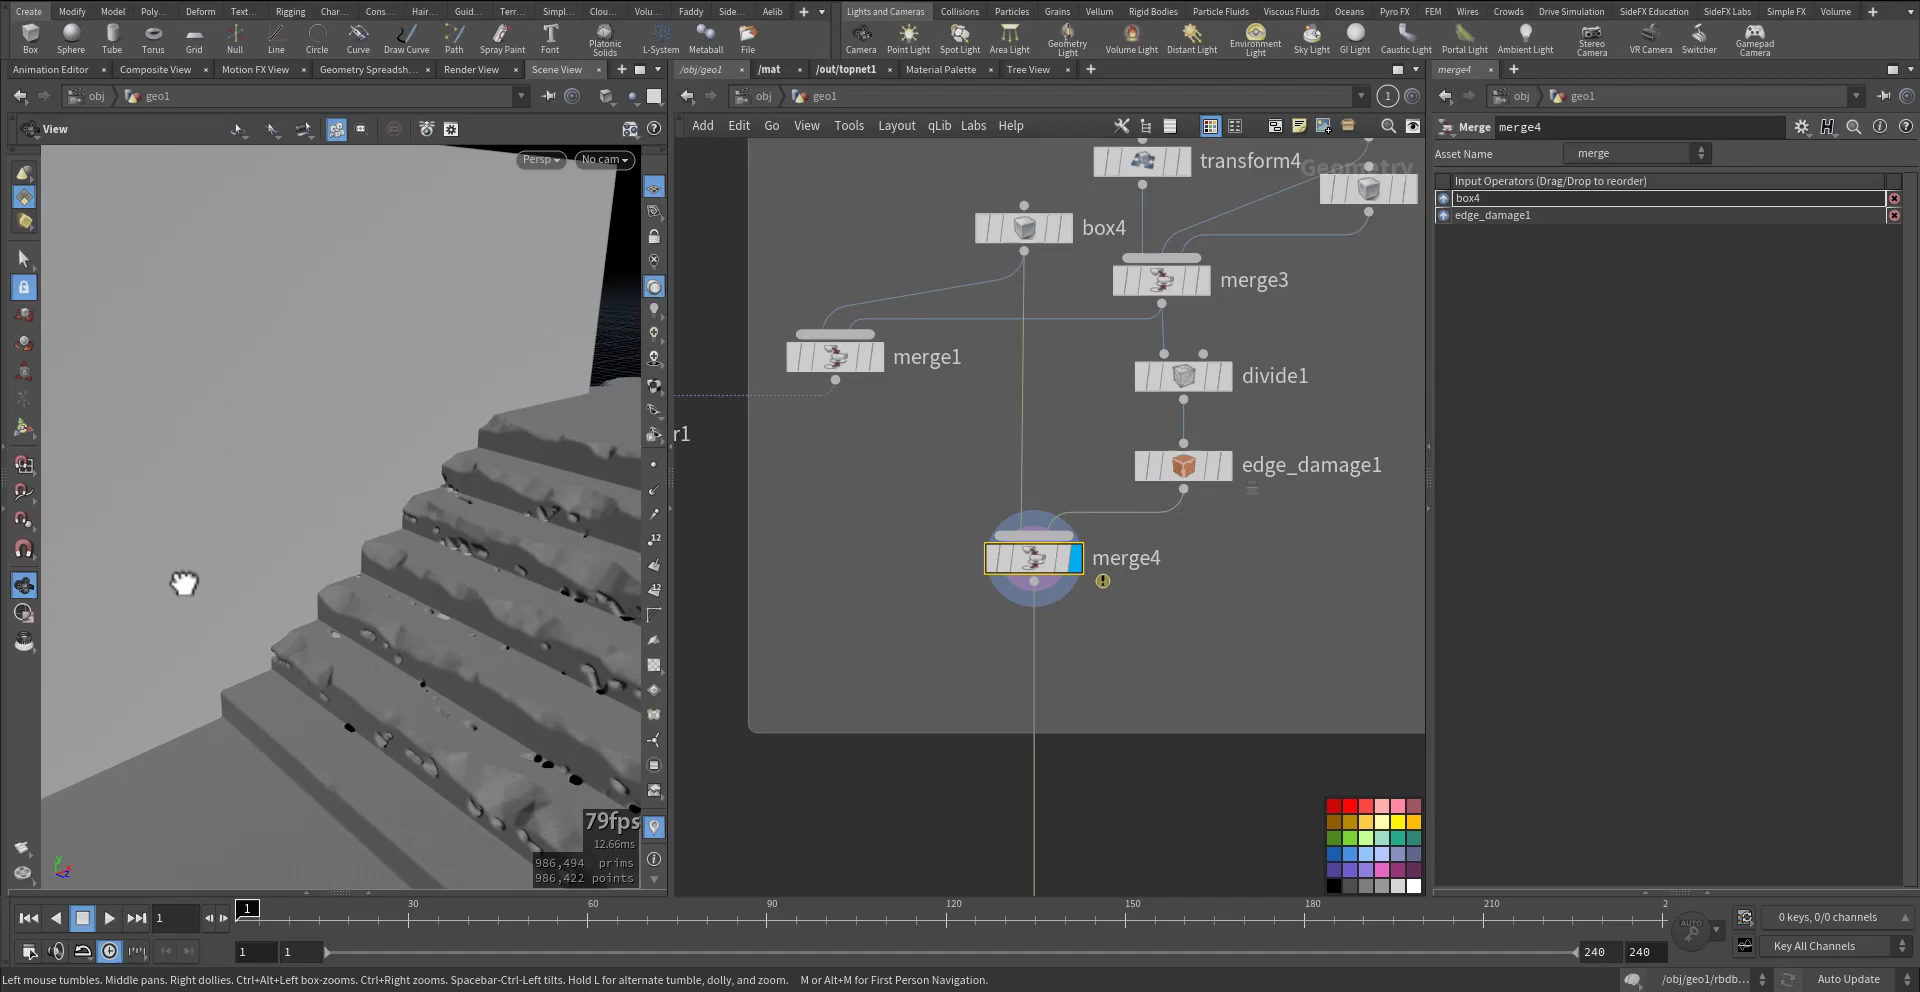 Create Modify Model Poly... Deform Text... Rigging Char... Cons... Hair... Guid... Terr... Simpl... Clou... Volu... Faddy Side... Aelib
Lights and Cameras Collisions Particles Grains Vellum Rigid Bodies Particle Fluids Viscous Fluids Oceans Pyro FX FEM Wires Crowds Drive Simulation SideFX Education SideFX Labs Simple FX Volume
Box Sphere Tube Torus Grid Null Line Circle Curve Draw Curve Path Spray Paint Font Platonic Solids L-System Metaball File
Camera Point Light Spot Light Area Light Geometry Light Volume Light Distant Light Environment Light Sky Light GI Light Caustic Light Portal Light Ambient Light Stereo Camera VR Camera Switcher Gamepad Camera
Animation Editor Composite View Motion FX View Geometry Spreadsh... Render View Scene View
/obj/geo1 /mat /out/topnet1 Material Palette Tree View
merge4
obj geo1
obj geo1 1
obj geo1
View
Add Edit Go View Tools Layout qLib Labs Help
Merge merge4
Asset Name merge
Input Operators (Drag/Drop to reorder)
box4
edge_damage1
Persp No cam
Geometry
transform4
box4
merge3
merge1
divide1
r1
edge_damage1
merge4
12
12
79fps
12.66ms
986,494 prims
986,422 points
y
z
1
1
30 60 90 120 150 180 210 2
AUTO
0 keys, 0/0 channels
1 1 240 240
Key All Channels
Left mouse tumbles. Middle pans. Right dollies. Ctrl+Alt+Left box-zooms. Ctrl+Right zooms. Spacebar-Ctrl-Left tilts. Hold L for alternate tumble, dolly, and zoom. M or Alt+M for First Person Navigation.
/obj/geo1/rbdb... Auto Update